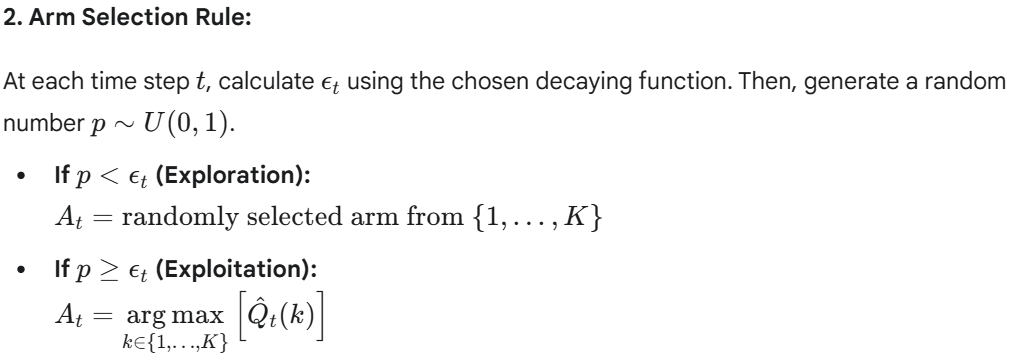 2. Arm Selection Rule:
At each time step t, calculate ϵ_t using the chosen decaying function. Then, generate a random
number p ∼ U(0, 1).
• If p < ϵ_t (Exploration):
A_t = randomly selected arm from {1, . . . , K}
• If p ≥ ϵ_t (Exploitation):
A_t = arg max_{k∈{1,...,K}} [Q̂_t(k)]